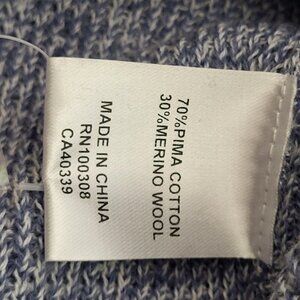 70%PIMA COTTON
30%MERINO WOOL
MADE IN CHINA
RN100308
CA40339